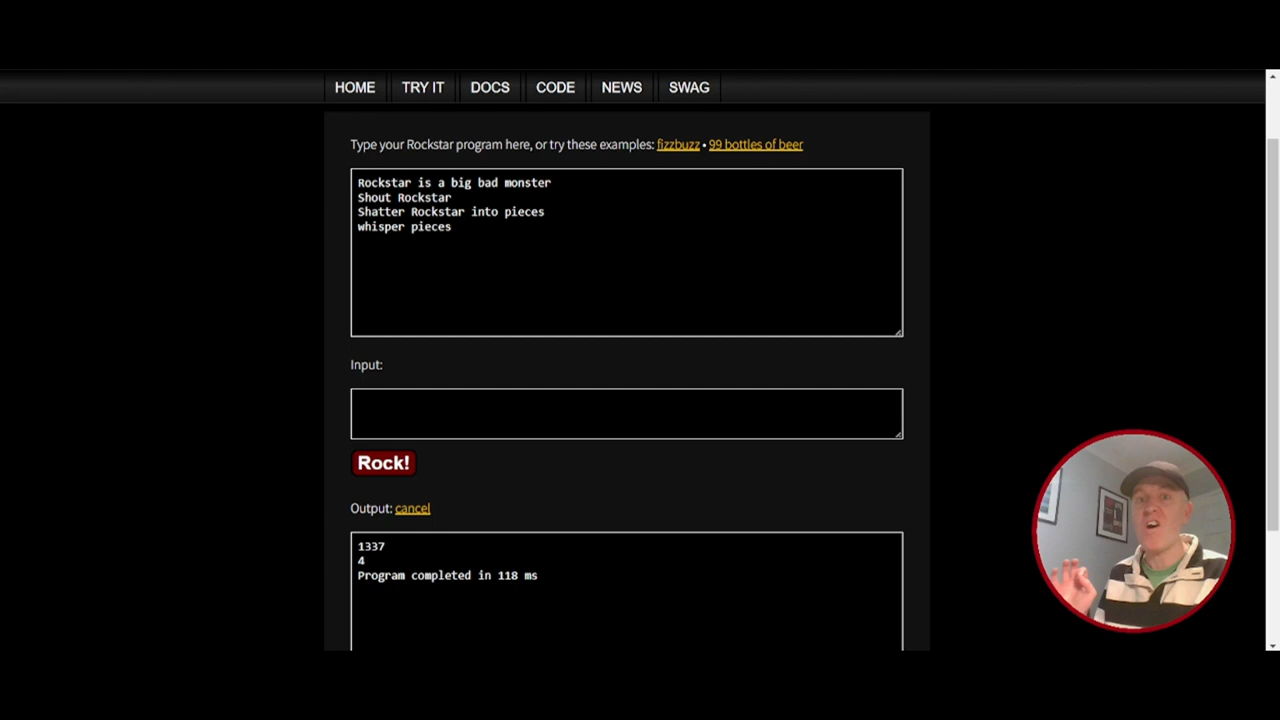 HOME TRY IT DOCS CODE NEWS SWAG
Type your Rockstar program here, or try these examples: fizzbuzz • 99 bottles of beer
Rockstar is a big bad monster
Shout Rockstar
Shatter Rockstar into pieces
whisper pieces
Input:
Rock!
Output: cancel
1337
4
Program completed in 118 ms